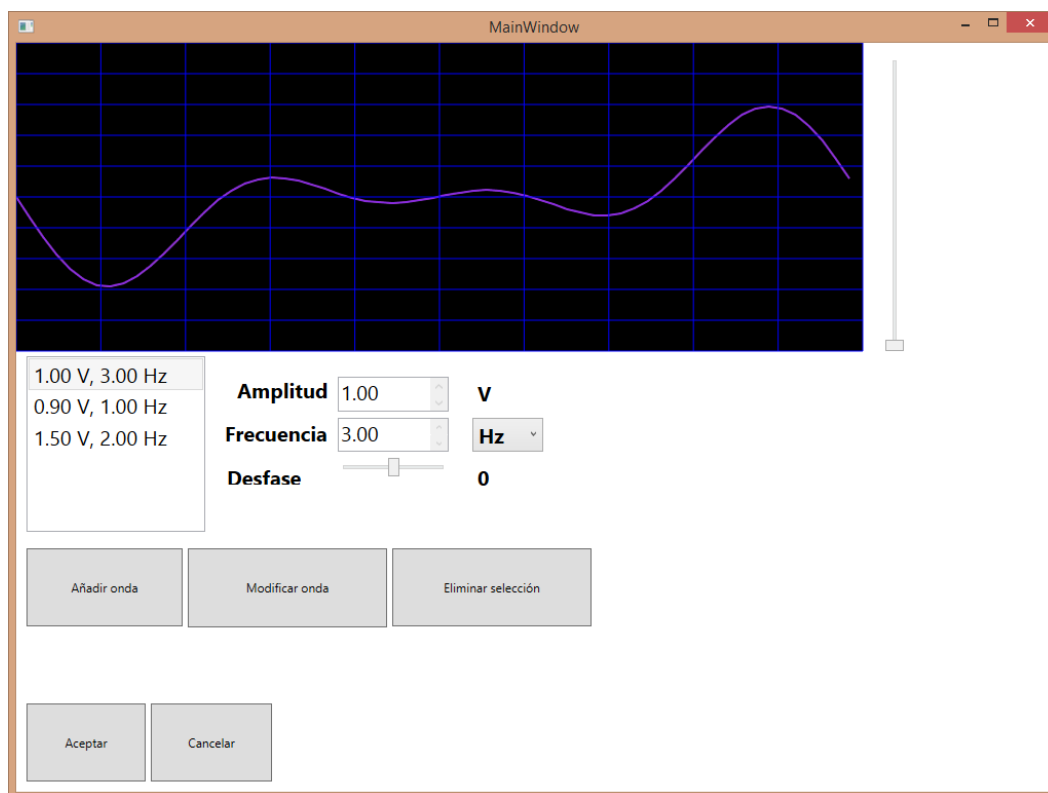 MainWindow
1.00 V, 3.00 Hz
0.90 V, 1.00 Hz
1.50 V, 2.00 Hz
Amplitud 1.00 V
Frecuencia 3.00 Hz
Desfase 0
Añadir onda Modificar onda Eliminar selección
Aceptar Cancelar